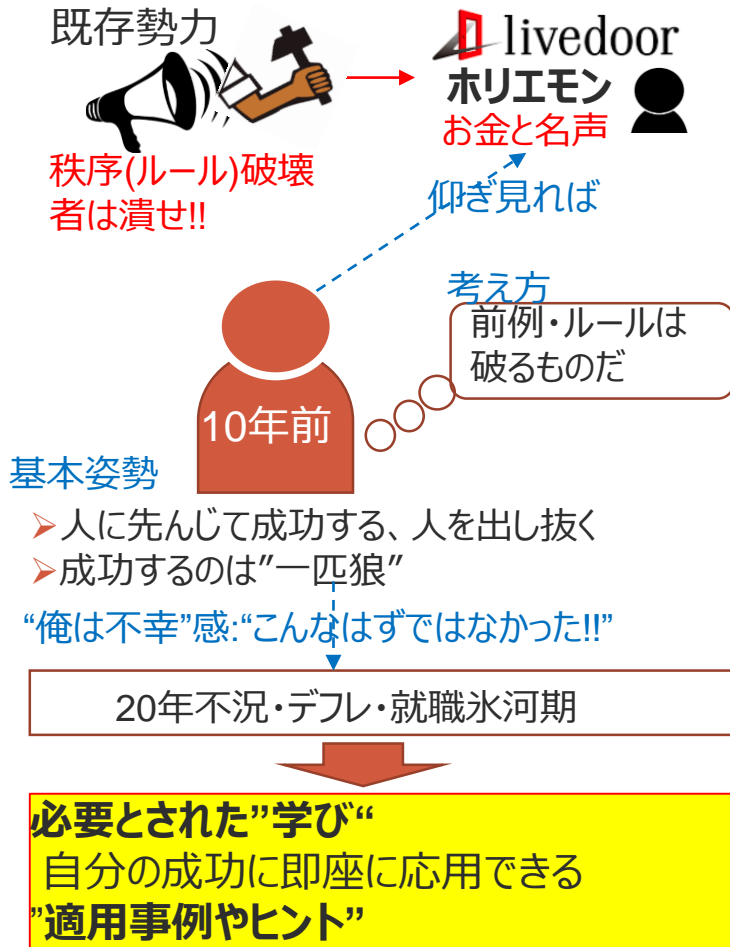 既存勢力
livedoor
ホリエモン
お金と名声
秩序(ルール)破壊
者は潰せ!!
仰ぎ見れば
考え方
前例・ルールは
破るものだ
10年前
基本姿勢
➢人に先んじて成功する、人を出し抜く
➢成功するのは”一匹狼”
“俺は不幸”感:“こんなはずではなかった!!”
20年不況・デフレ・就職氷河期
必要とされた”学び“
自分の成功に即座に応用できる
”適用事例やヒント”